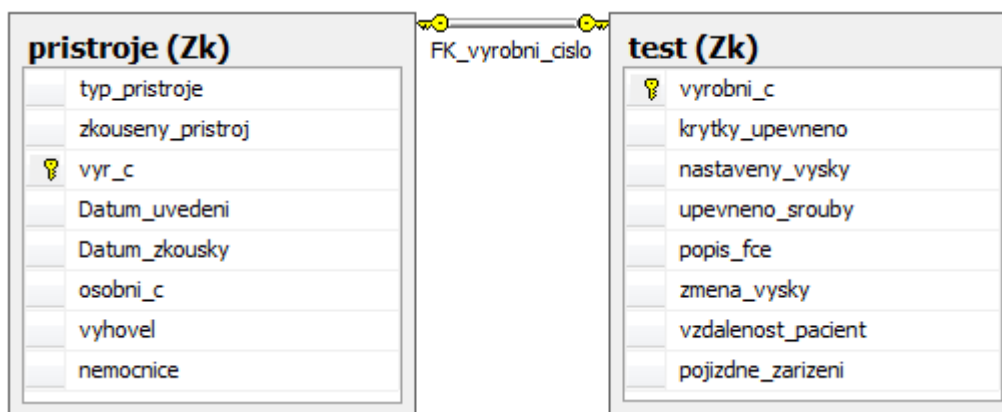 pristroje (Zk)
typ_pristroje
zkouseny_pristroj
vyr_c
Datum_uvedeni
Datum_zkousky
osobni_c
vyhovel
nemocnice
FK_vyrobni_cislo
test (Zk)
vyrobni_c
krytky_upevneno
nastaveny_vysky
upevneno_srouby
popis_fce
zmena_vysky
vzdalenost_pacient
pojizdne_zarizeni